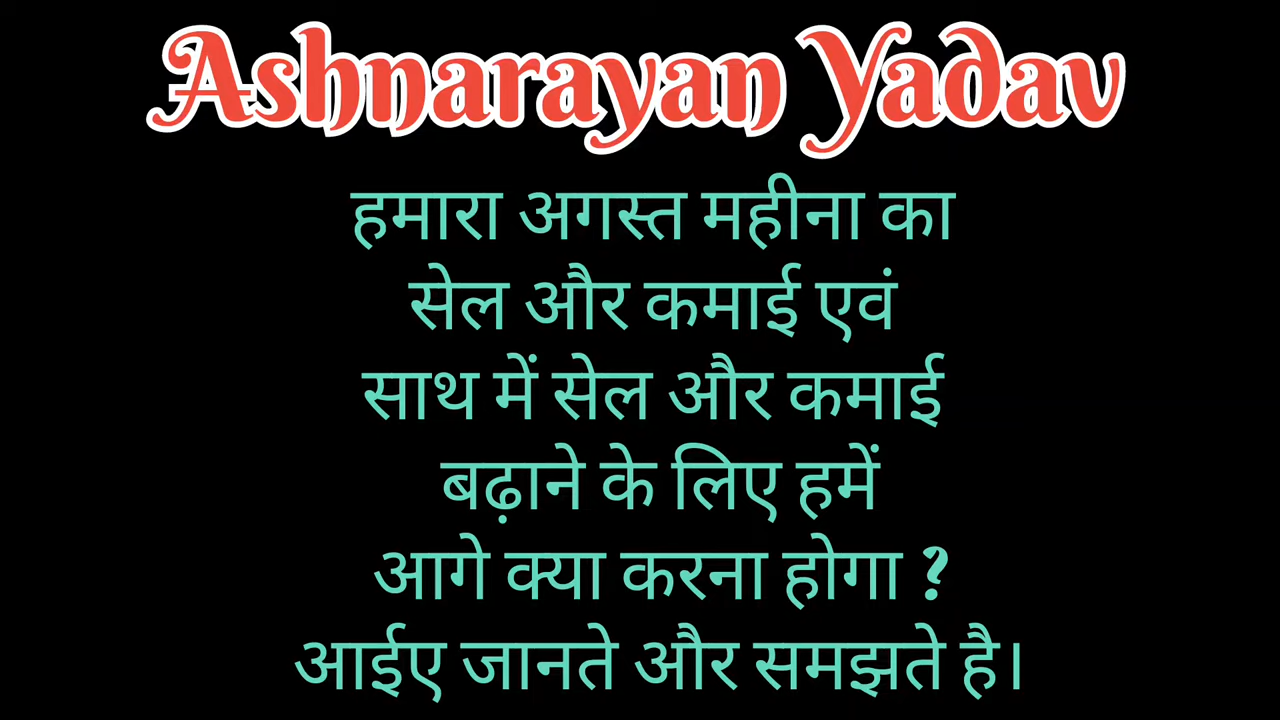 Ashnarayan Yadav
हमारा अगस्त महीना का
सेल और कमाई एवं
साथ में सेल और कमाई
बढ़ाने के लिए हमें
आगे क्या करना होगा ?
आईए जानते और समझते है।